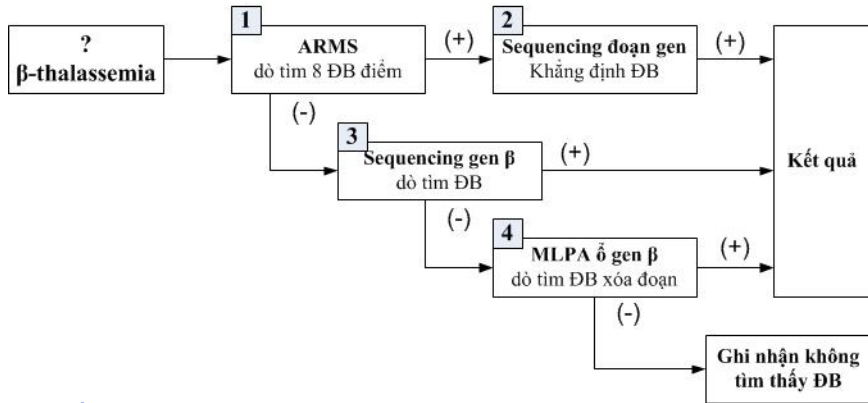 ?
β-thalassemia
1
ARMS
dò tìm 8 ĐB điểm
(+)
2
Sequencing đoạn gen
Khẳng định ĐB
(+)
(-)
3
Sequencing gen β
dò tìm ĐB
(+)
Kết quả
(-)
4
MLPA ổ gen β
dò tìm ĐB xóa đoạn
(+)
(-)
Ghi nhận không
tìm thấy ĐB